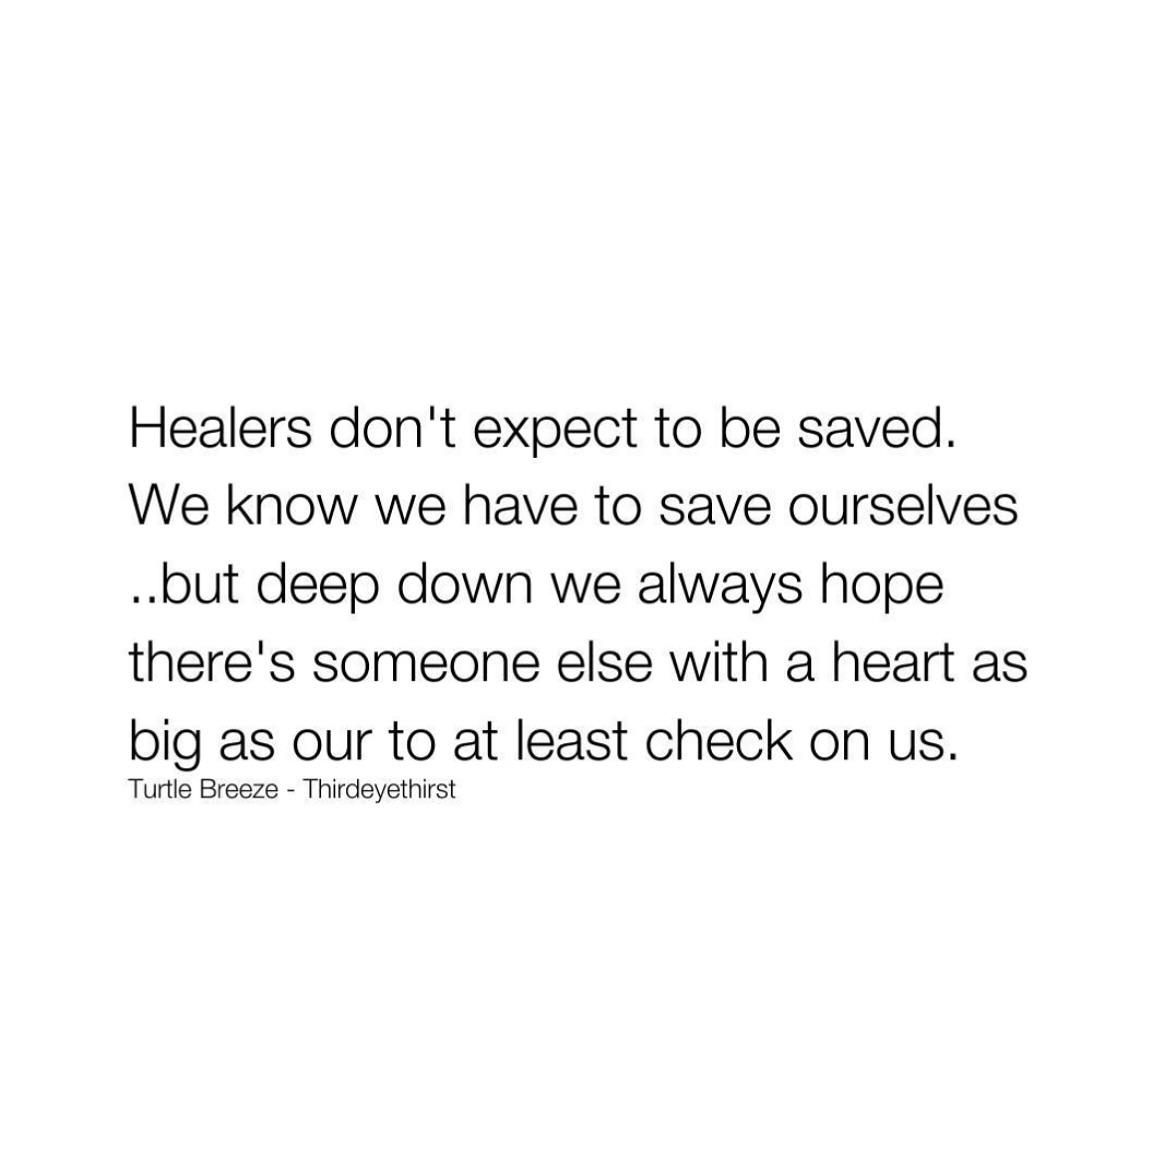 Healers don't expect to be saved.
We know we have to save ourselves
..but deep down we always hope
there's someone else with a heart as
big as our to at least check on us.
Turtle Breeze - Thirdeyethirst